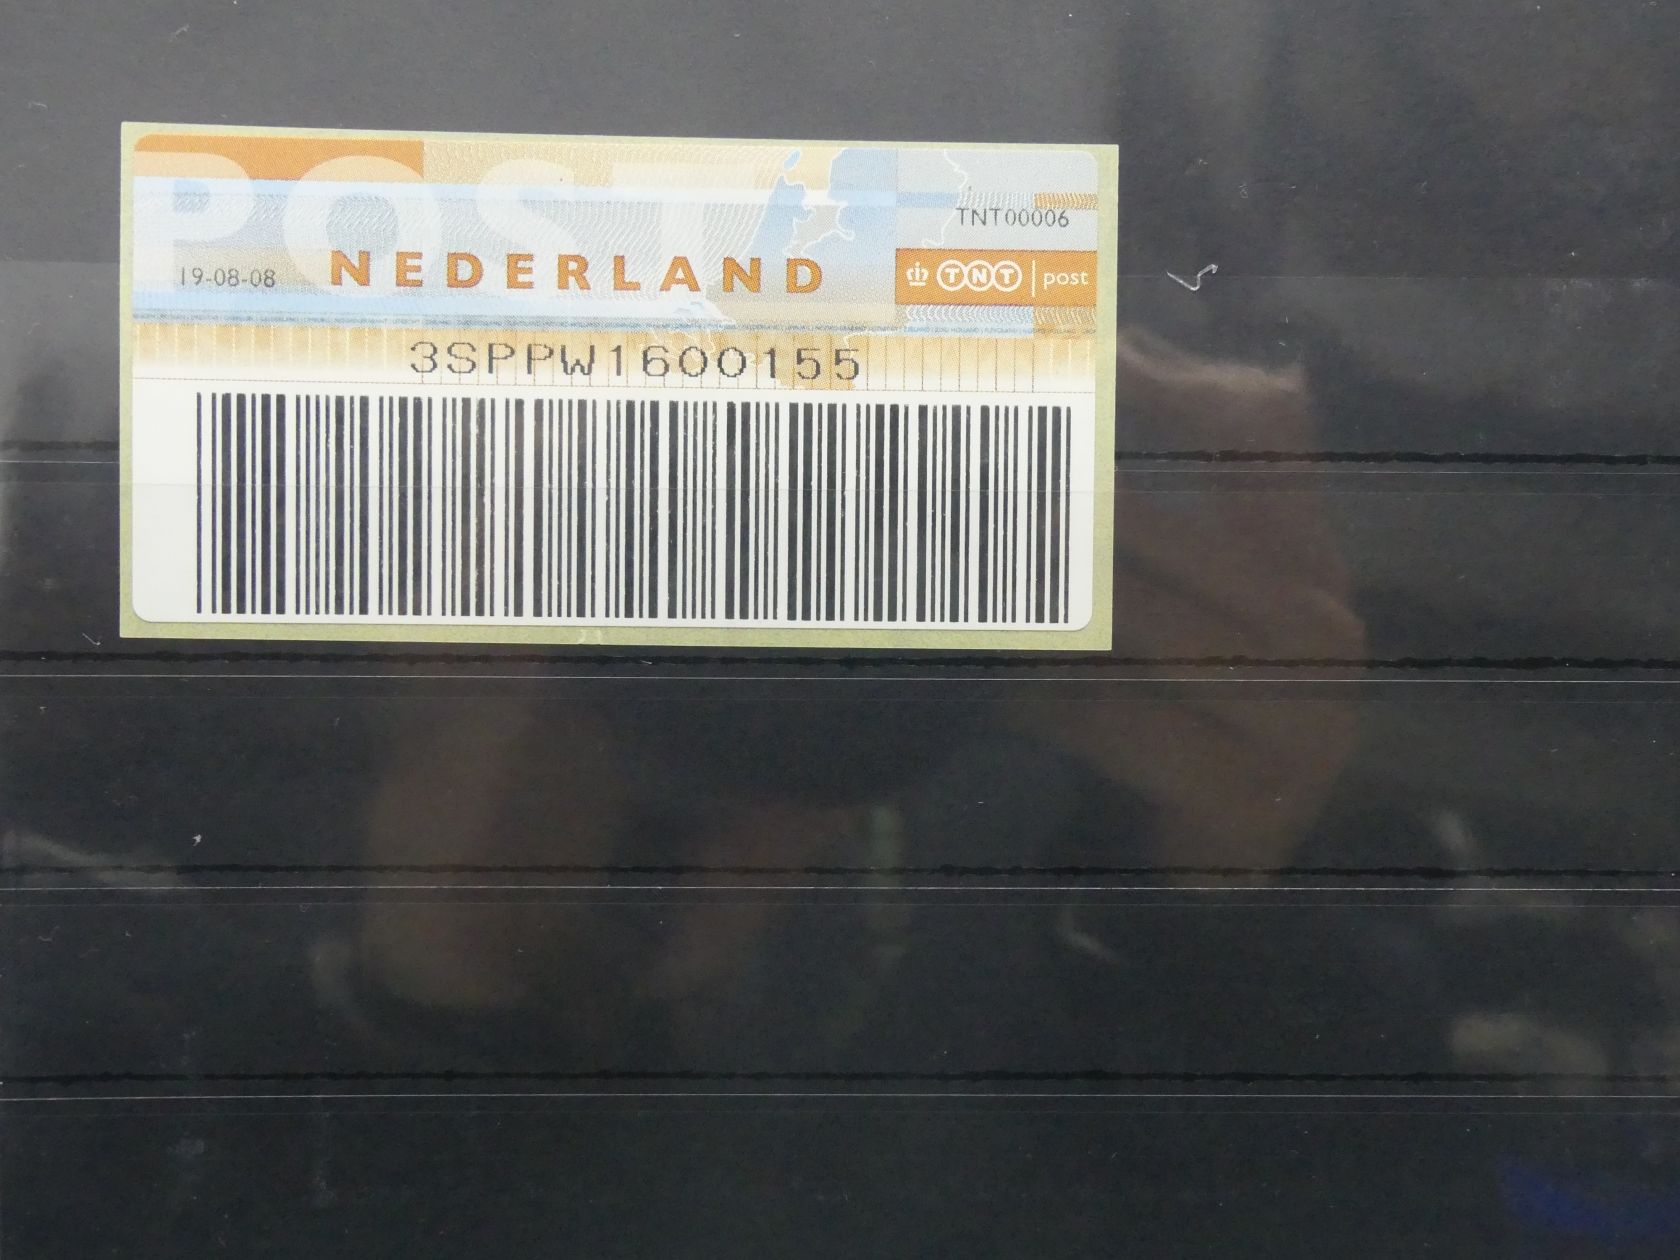 POST
TNT00006
19-08-08 NEDERLAND TNT post
3SPPW1600155